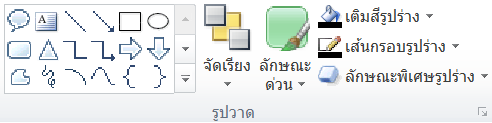 จัดเรียง
ลักษณะ
ด่วน
เติมสีรูปร่าง
เส้นกรอบรูปร่าง
ลักษณะพิเศษรูปร่าง
รูปวาด